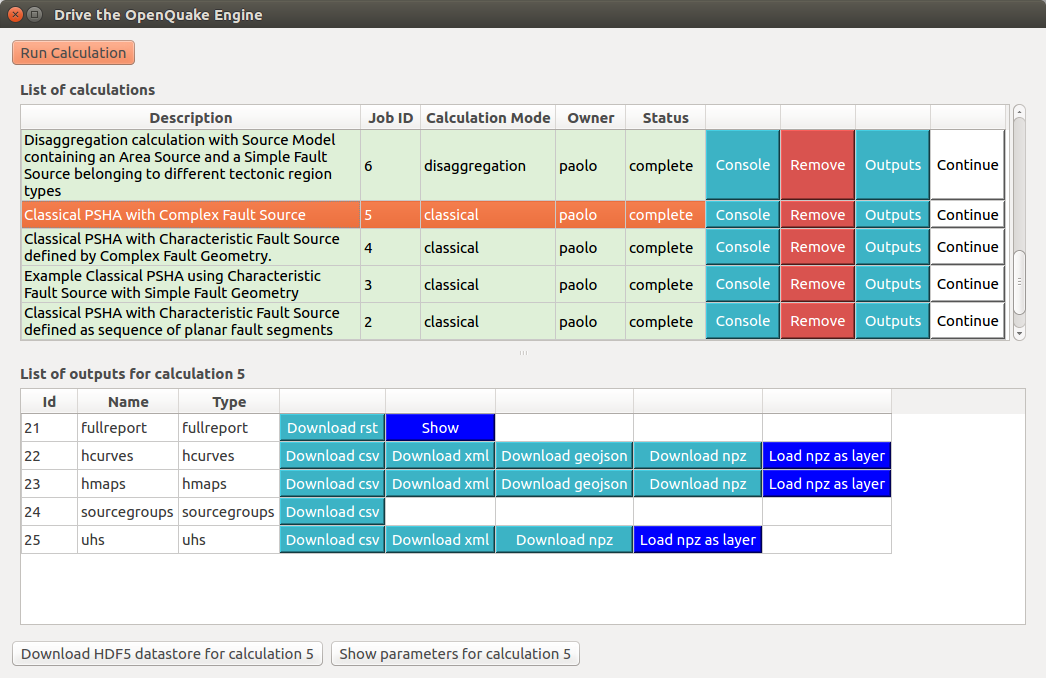 Drive the OpenQuake Engine
Run Calculation
List of calculations
Description Job ID Calculation Mode Owner Status
Disaggregation calculation with Source Model
containing an Area Source and a Simple Fault
Source belonging to different tectonic region
types
6 disaggregation paolo complete Console Remove Outputs Continue
Classical PSHA with Complex Fault Source 5 classical paolo complete Console Remove Outputs Continue
Classical PSHA with Characteristic Fault Source
defined by Complex Fault Geometry.
4 classical paolo complete Console Remove Outputs Continue
Example Classical PSHA using Characteristic
Fault Source with Simple Fault Geometry
3 classical paolo complete Console Remove Outputs Continue
Classical PSHA with Characteristic Fault Source
defined as sequence of planar fault segments
2 classical paolo complete Console Remove Outputs Continue
List of outputs for calculation 5
Id Name Type
21 fullreport fullreport Download rst Show
22 hcurves hcurves Download csv Download xml Download geojson Download npz Load npz as layer
23 hmaps hmaps Download csv Download xml Download geojson Download npz Load npz as layer
24 sourcegroups sourcegroups Download csv
25 uhs uhs Download csv Download xml Download npz Load npz as layer
Download HDF5 datastore for calculation 5 Show parameters for calculation 5